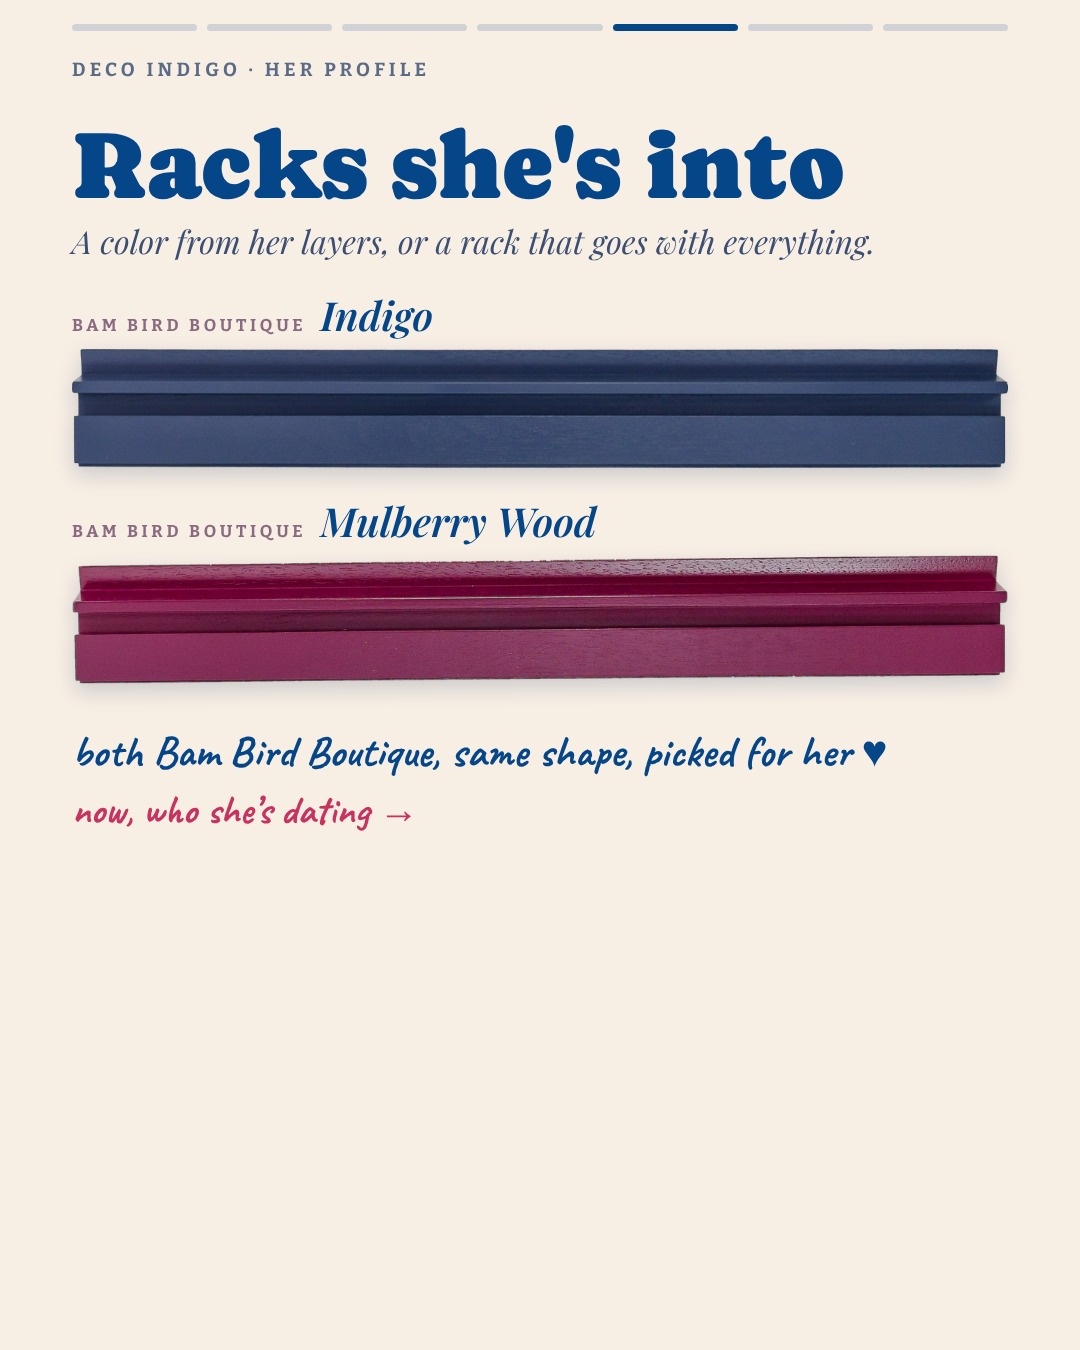 DECO INDIGO · HER PROFILE
Racks she's into
A color from her layers, or a rack that goes with everything.
BAM BIRD BOUTIQUE Indigo
BAM BIRD BOUTIQUE Mulberry Wood
both Bam Bird Boutique, same shape, picked for her ♥
now, who she's dating →